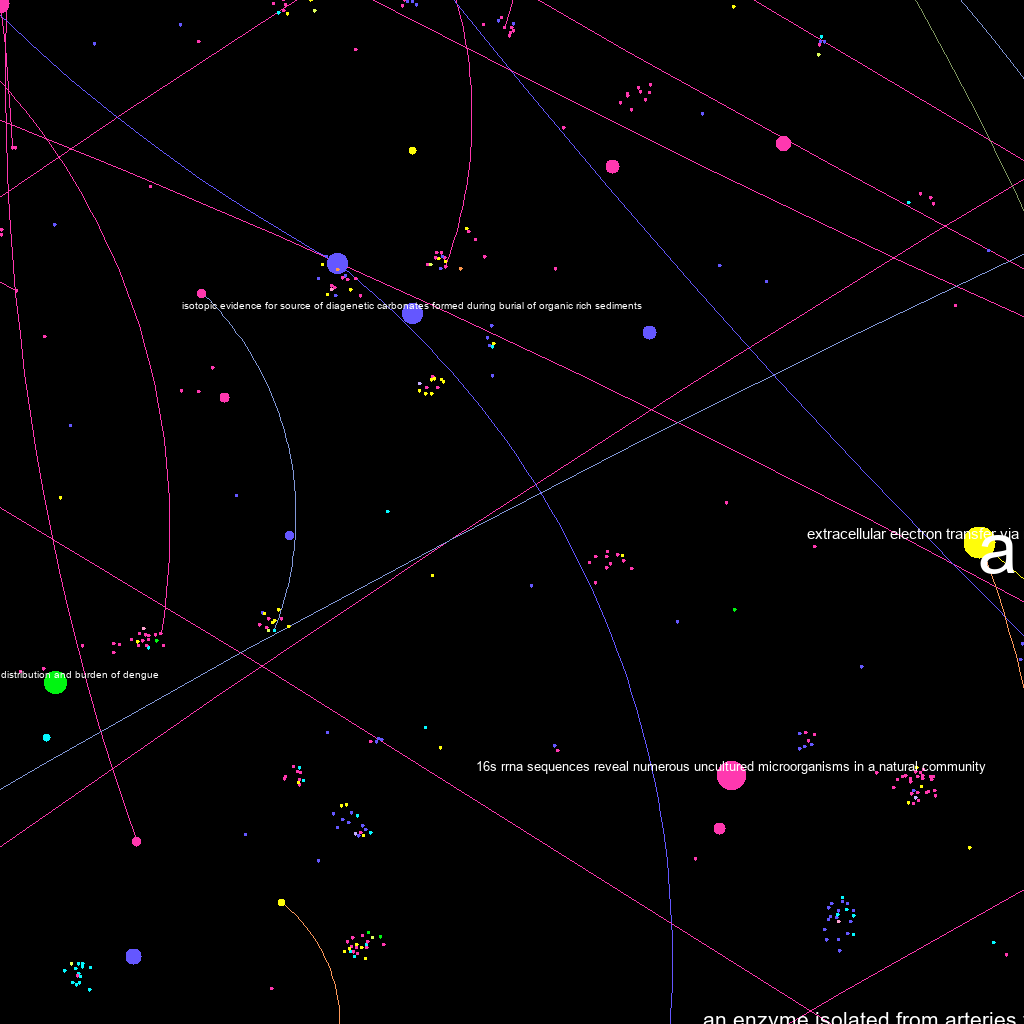 isotopic evidence for source of diagenetic carbonates formed during burial of organic rich sediments
extracellular electron transfer via
a
distribution and burden of dengue
16s rrna sequences reveal numerous uncultured microorganisms in a natural community
an enzyme isolated from arteries